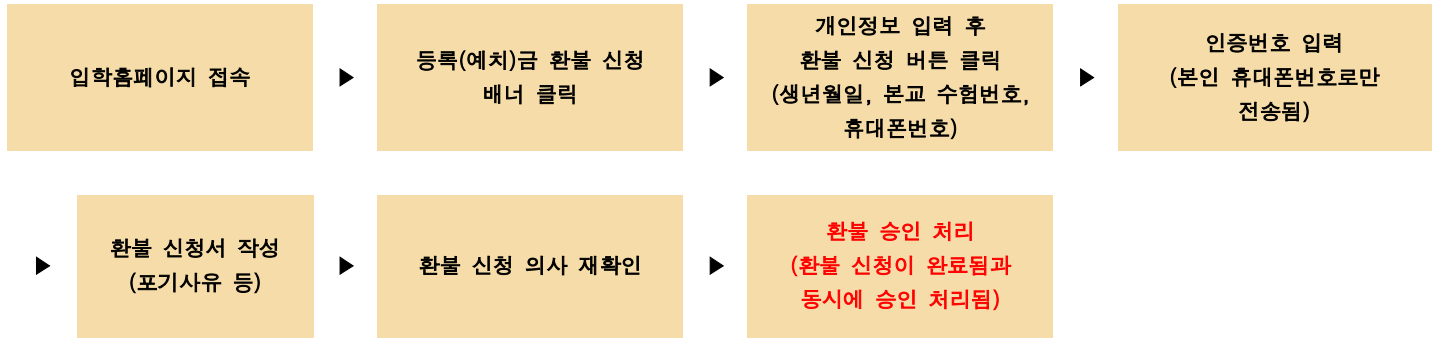 입학홈페이지 접속
등록(예치)금 환불 신청
배너 클릭
개인정보 입력 후
환불 신청 버튼 클릭
(생년월일, 본교 수험번호,
휴대폰번호)
인증번호 입력
(본인 휴대폰번호로만
전송됨)
환불 신청서 작성
(포기사유 등)
환불 신청 의사 재확인
환불 승인 처리
(환불 신청이 완료됨과
동시에 승인 처리됨)